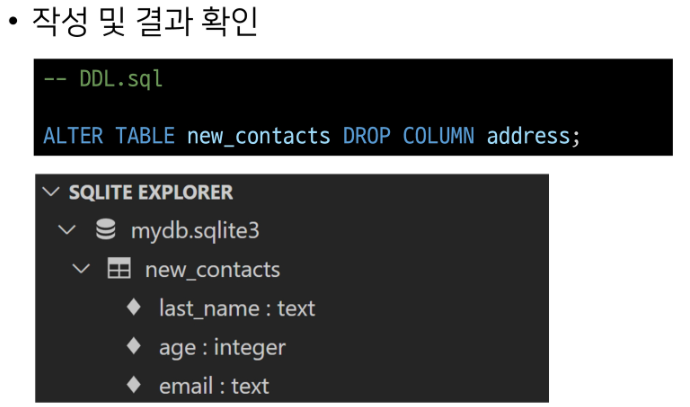 • 작성 및 결과 확인
-- DDL.sql
ALTER TABLE new_contacts DROP COLUMN address;
SQLITE EXPLORER
mydb.sqlite3
new_contacts
last_name : text
age : integer
email : text